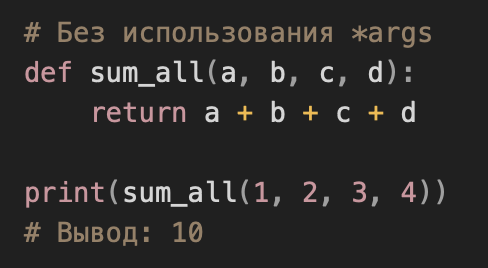 # Без использования *args
def sum_all(a, b, c, d):
    return a + b + c + d

print(sum_all(1, 2, 3, 4))
# Вывод: 10